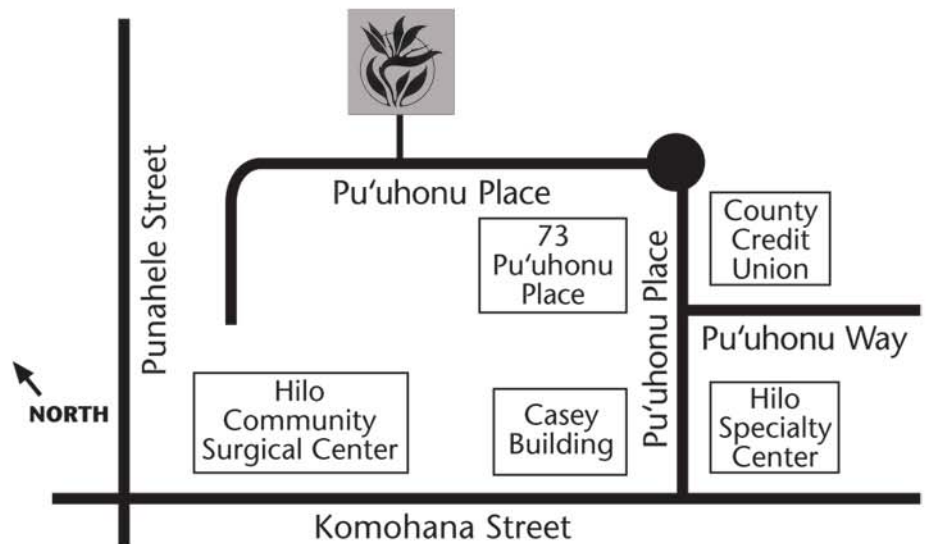 Punahele Street
Pu‘uhonu Place
73
Pu‘uhonu
Place
Pu‘uhonu Place
County
Credit
Union
Pu‘uhonu Way
NORTH
Hilo
Community
Surgical Center
Casey
Building
Hilo
Specialty
Center
Komohana Street